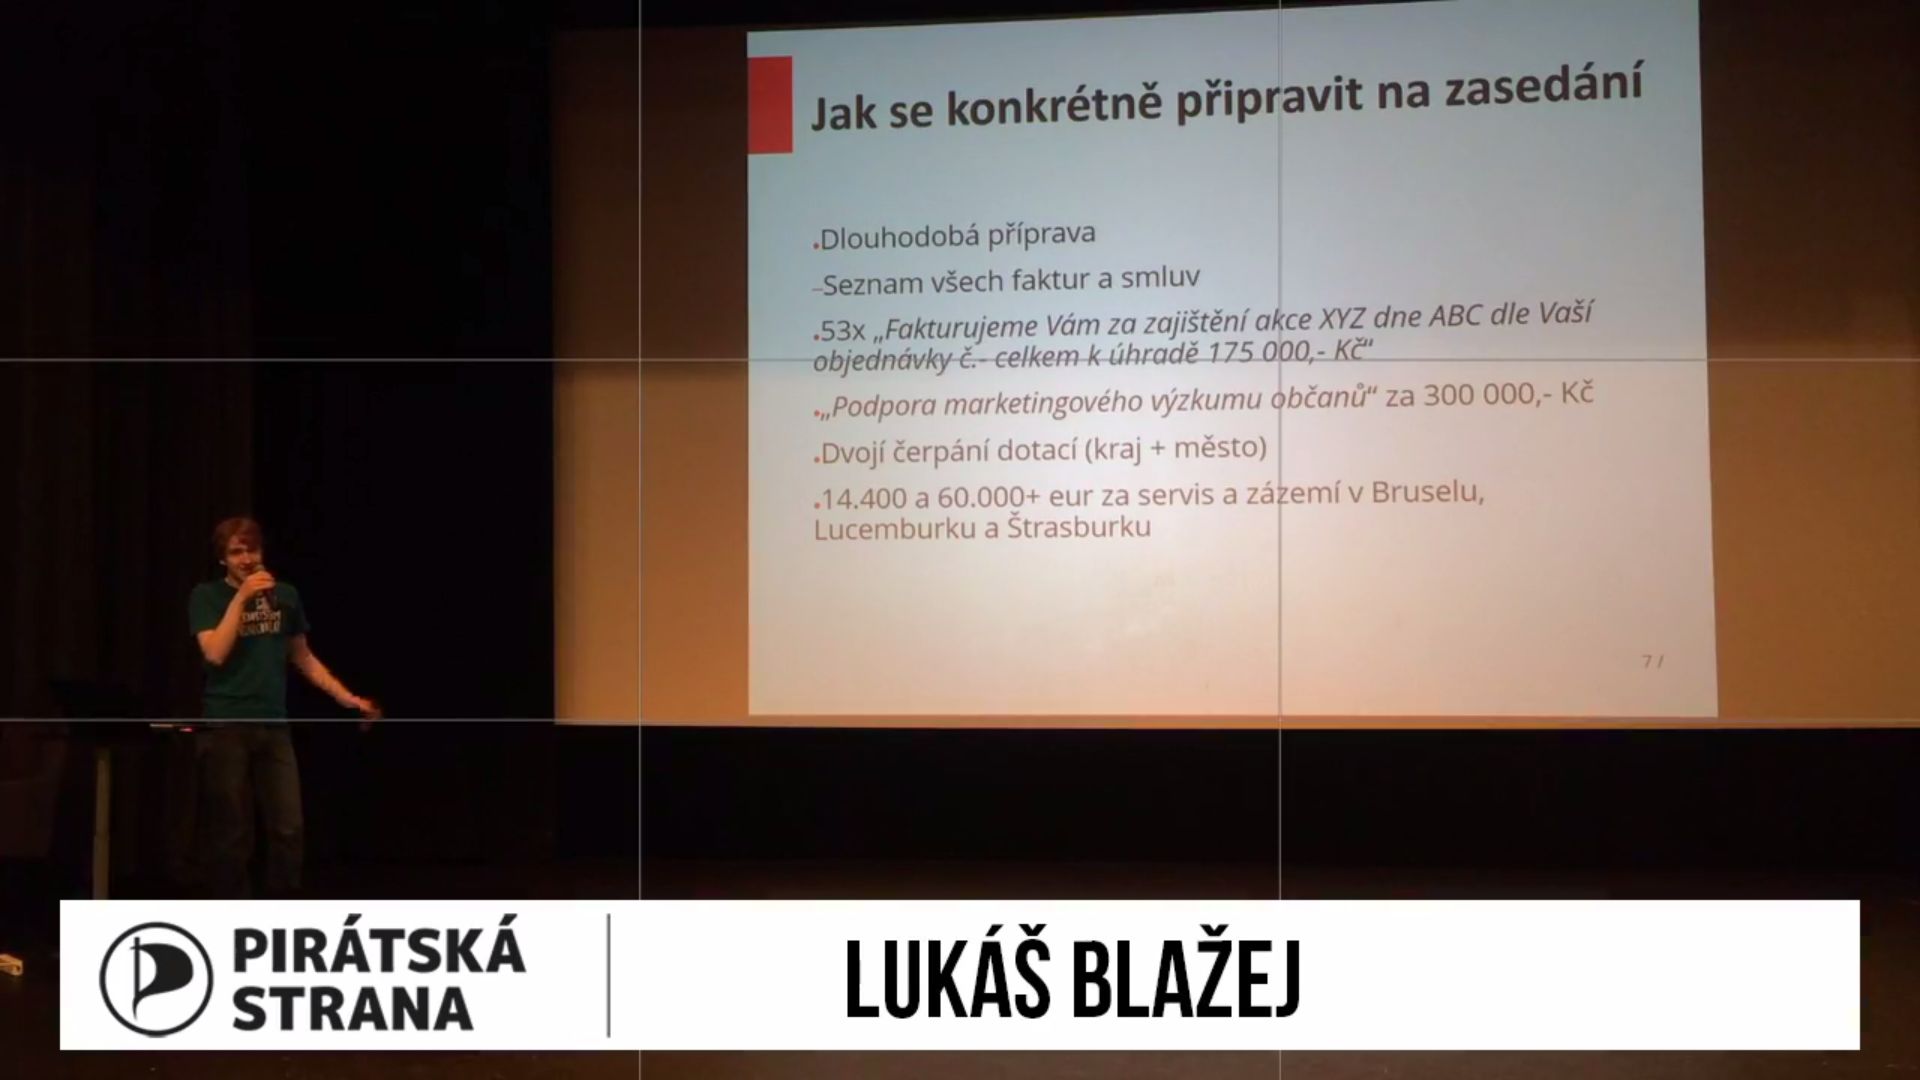 Jak se konkrétně připravit na zasedání
.Dlouhodobá příprava
–Seznam všech faktur a smluv
.53x „Fakturujeme Vám za zajištění akce XYZ dne ABC dle Vaší
objednávky č.- celkem k úhradě 175 000,- Kč“
.„Podpora marketingového výzkumu občanů“ za 300 000,- Kč
.Dvojí čerpání dotací (kraj + město)
.14.400 a 60.000+ eur za servis a zázemí v Bruselu,
Lucemburku a Štrasburku
7 /
PIRÁTSKÁ
STRANA
LUKÁŠ BLAŽEJ